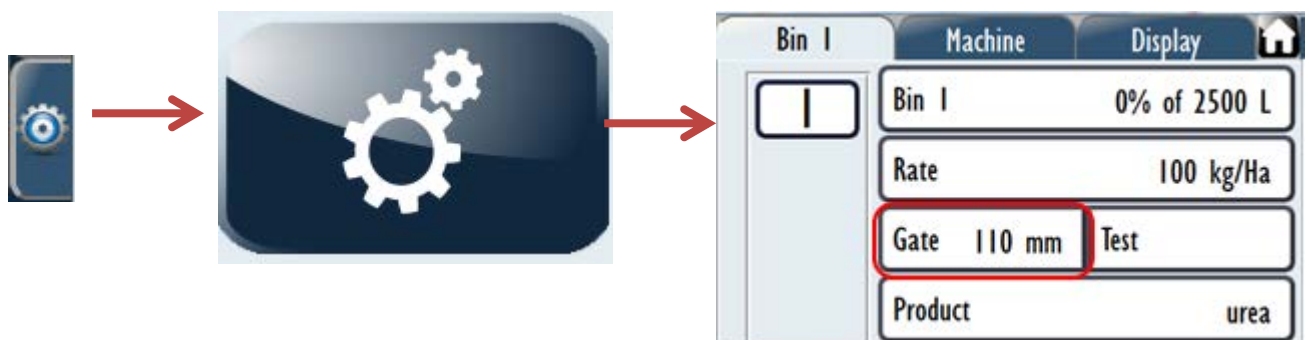 Bin 1 Machine Display
1
Bin 1 0% of 2500 L
Rate 100 kg/Ha
Gate 110 mm Test
Product urea